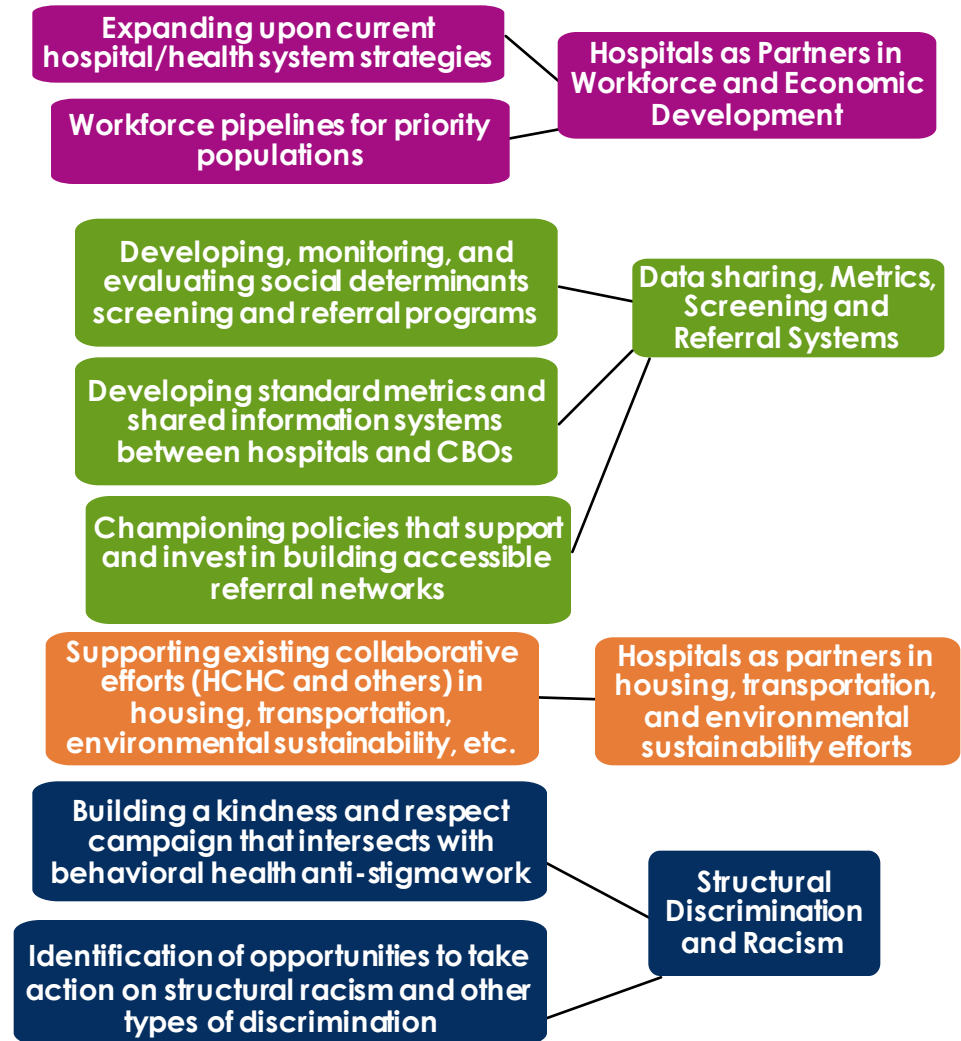 Expanding upon current
hospital/health system strategies
Workforce pipelines for priority
populations
Hospitals as Partners in
Workforce and Economic
Development
Developing, monitoring, and
evaluating social determinants
screening and referral programs
Developing standard metrics and
shared information systems
between hospitals and CBOs
Championing policies that support
and invest in building accessible
referral networks
Data sharing, Metrics,
Screening and
Referral Systems
Supporting existing collaborative
efforts (HCHC and others) in
housing, transportation,
environmental sustainability, etc.
Hospitals as partners in
housing, transportation,
and environmental
sustainability efforts
Building a kindness and respect
campaign that intersects with
behavioral health anti-stigma work
Identification of opportunities to take
action on structural racism and other
types of discrimination
Structural
Discrimination
and Racism